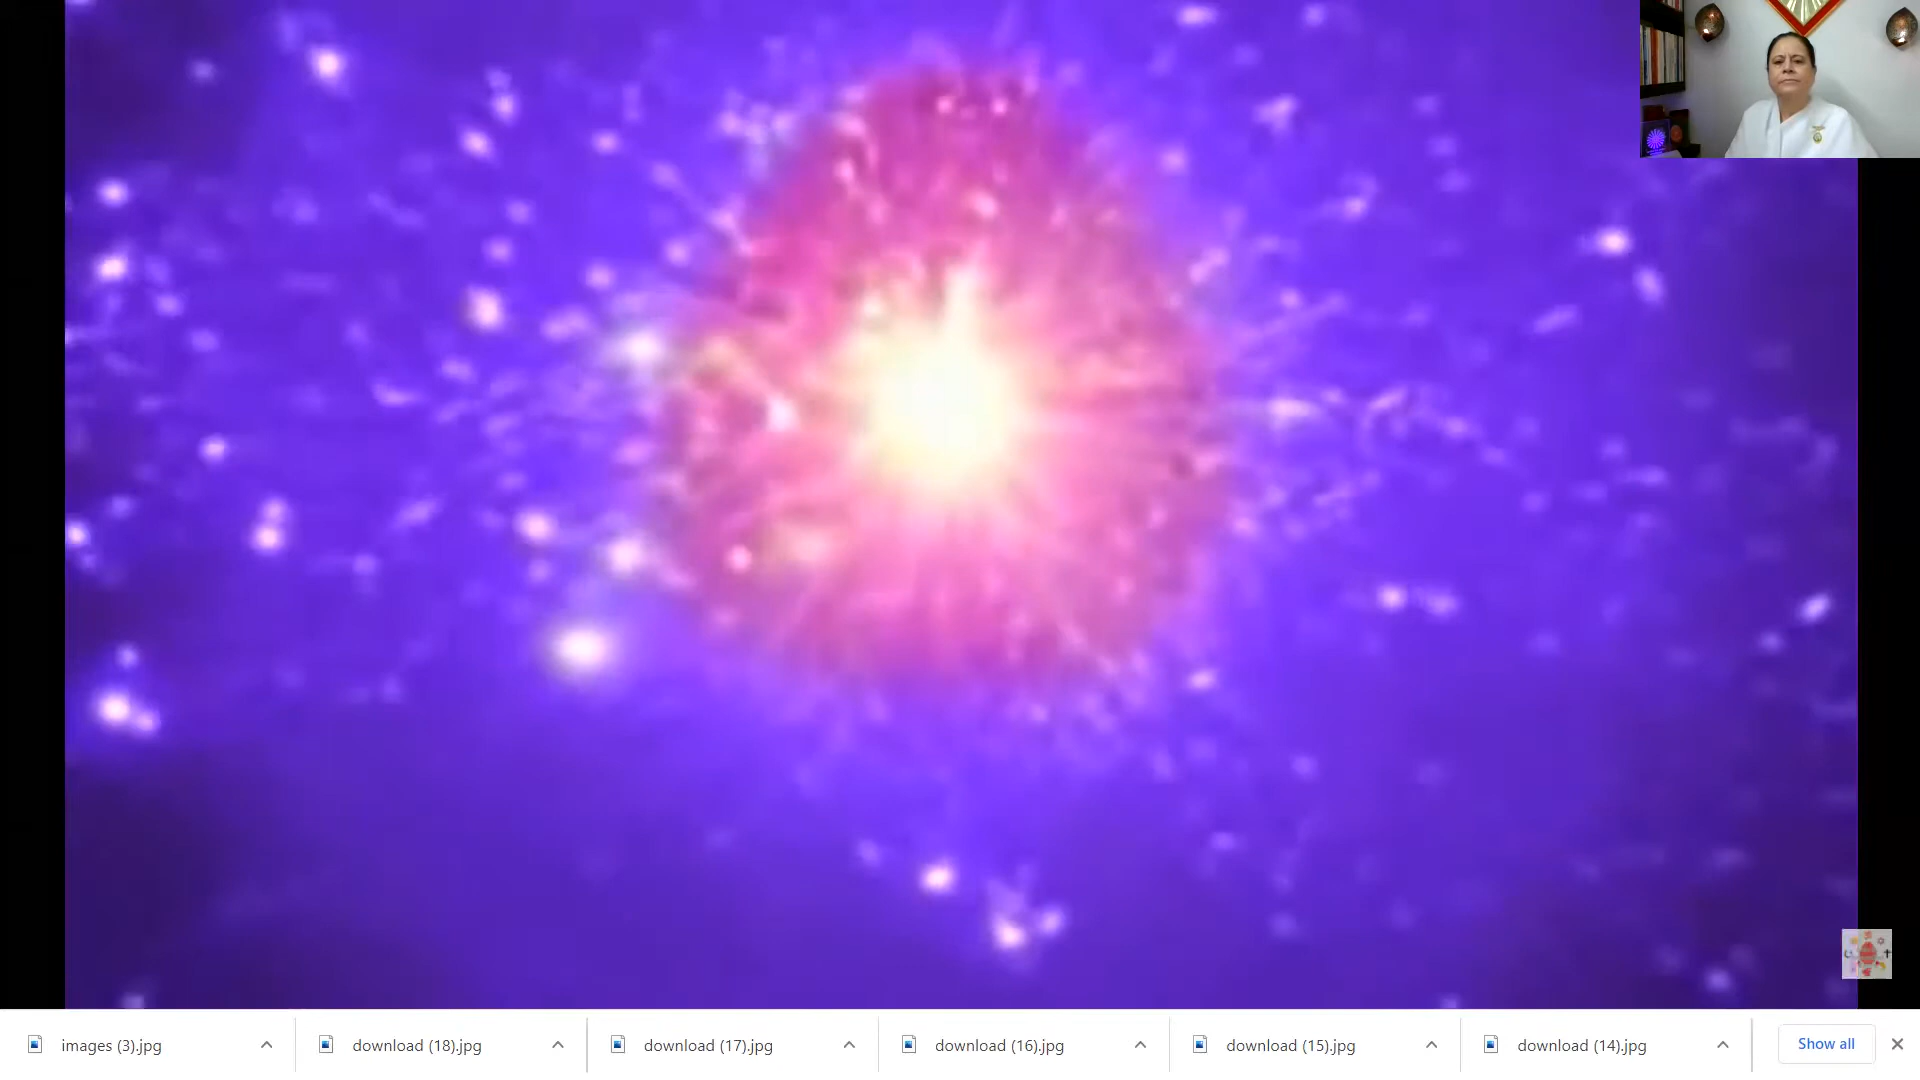 images (3).jpg
download (18).jpg
download (17).jpg
download (16).jpg
download (15).jpg
download (14).jpg
Show all